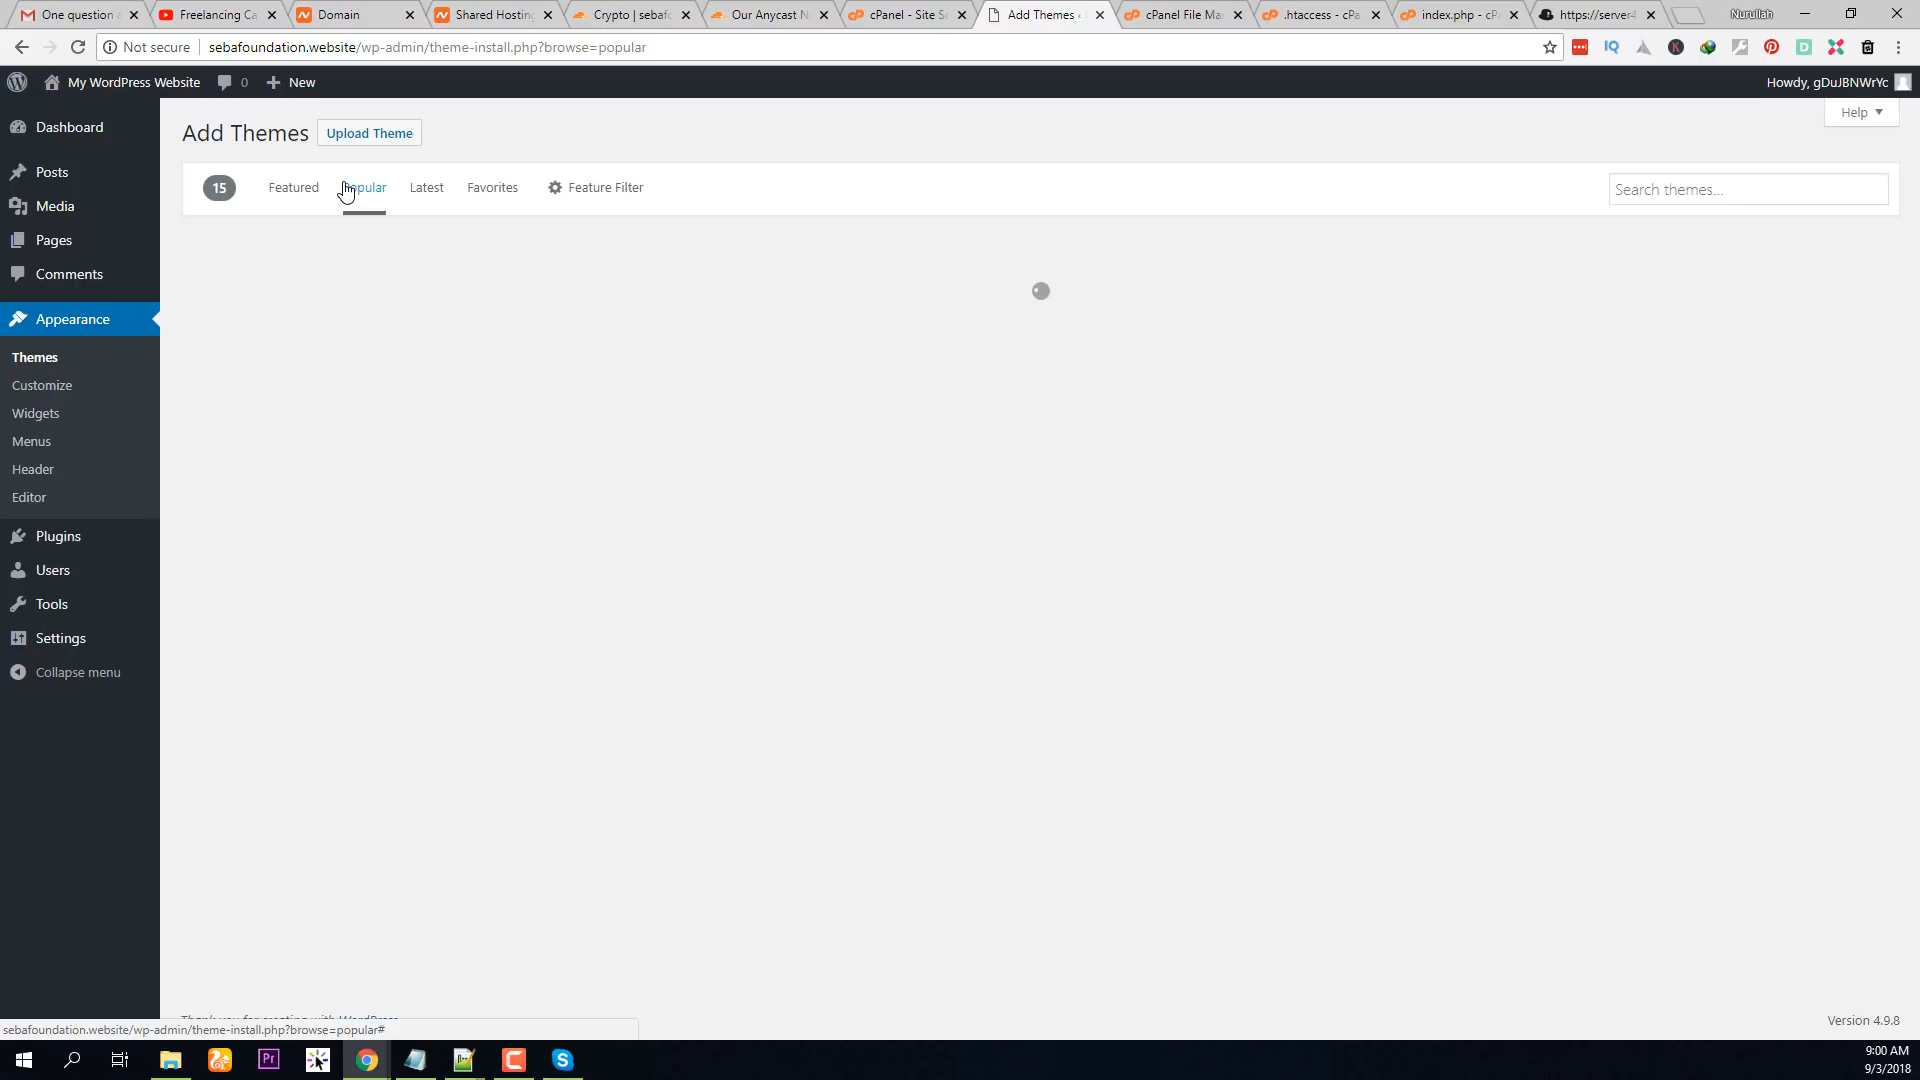 One question a
Freelancing Ca
Domain
Shared Hosting
Crypto | sebaf
Our Anycast N
cPanel - Site S
Add Themes ‹
cPanel File Ma
.htaccess - cPa
index.php - cP
https://server4
Nurullah
Not secure
sebafoundation.website/wp-admin/theme-install.php?browse=popular
My WordPress Website
0
New
Howdy, gDuJBNWrYc
Dashboard
Posts
Media
Pages
Comments
Appearance
Themes
Customize
Widgets
Menus
Header
Editor
Plugins
Users
Tools
Settings
Collapse menu
Add Themes
Upload Theme
Help
15
Featured
Popular
Latest
Favorites
Feature Filter
Search themes...
Thank you for creating with WordPress
Version 4.9.8
sebafoundation.website/wp-admin/theme-install.php?browse=popular#
Pr
9:00 AM
9/3/2018